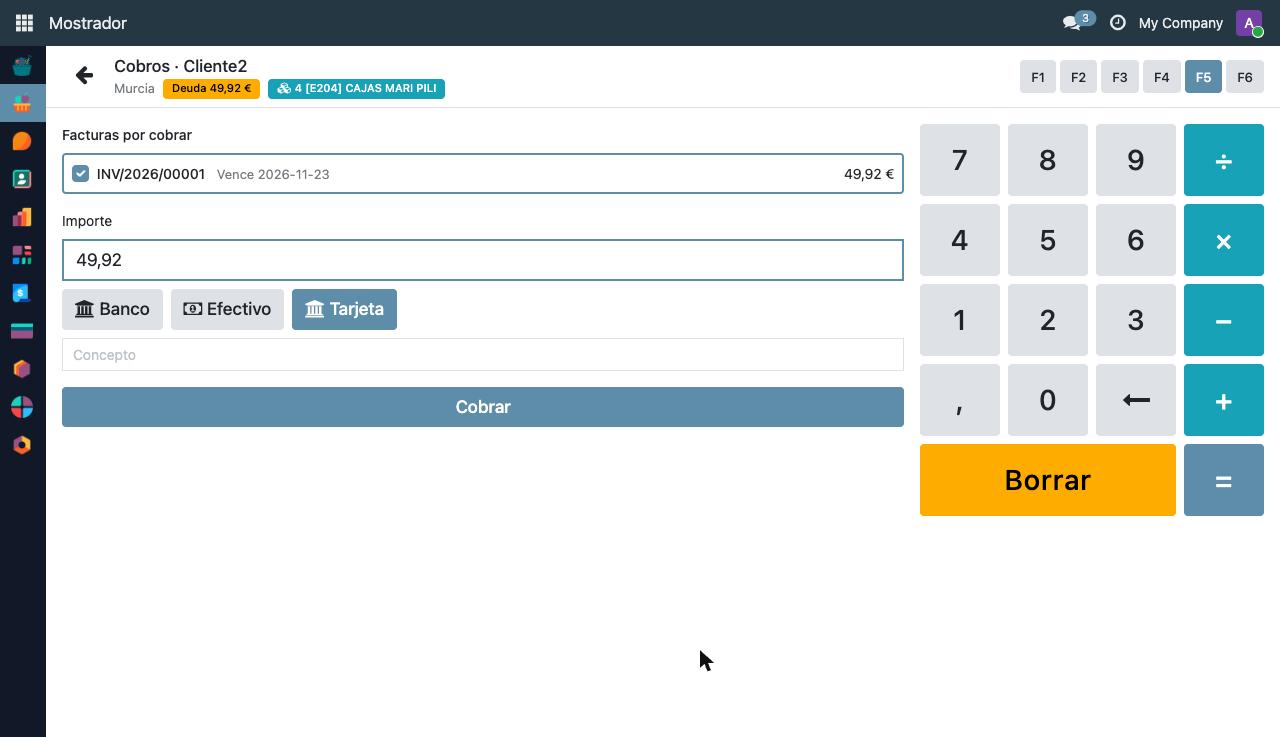 Mostrador
3
My Company
A
Cobros · Cliente2
Murcia
Deuda 49,92 €
4 [E204] CAJAS MARI PILI
F1
F2
F3
F4
F5
F6
Facturas por cobrar
INV/2026/00001 Vence 2026-11-23 49,92 €
Importe
49,92
Banco
Efectivo
Tarjeta
Concepto
Cobrar
7 8 9 ÷
4 5 6 ×
1 2 3 −
, 0 ← +
Borrar =